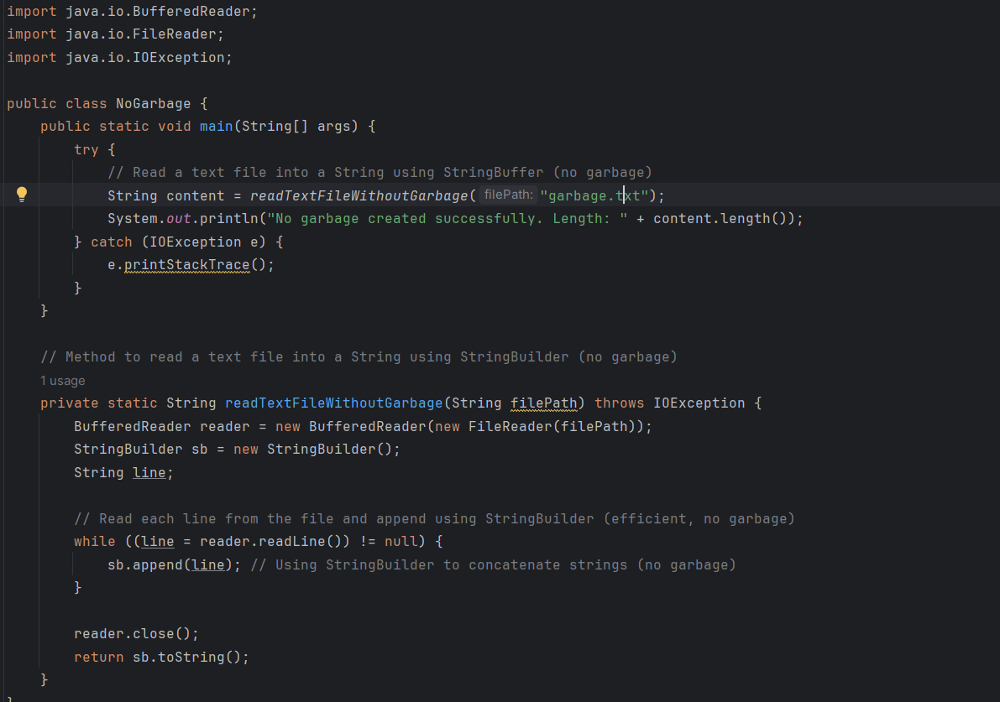 import java.io.BufferedReader;
import java.io.FileReader;
import java.io.IOException;

public class NoGarbage {
    public static void main(String[] args) {
        try {
            // Read a text file into a String using StringBuffer (no garbage)
            String content = readTextFileWithoutGarbage( filePath: "garbage.txt");
            System.out.println("No garbage created successfully. Length: " + content.length());
        } catch (IOException e) {
            e.printStackTrace();
        }
    }

    // Method to read a text file into a String using StringBuilder (no garbage)
    1 usage
    private static String readTextFileWithoutGarbage(String filePath) throws IOException {
        BufferedReader reader = new BufferedReader(new FileReader(filePath));
        StringBuilder sb = new StringBuilder();
        String line;

        // Read each line from the file and append using StringBuilder (efficient, no garbage)
        while ((line = reader.readLine()) != null) {
            sb.append(line); // Using StringBuilder to concatenate strings (no garbage)
        }

        reader.close();
        return sb.toString();
    }
}